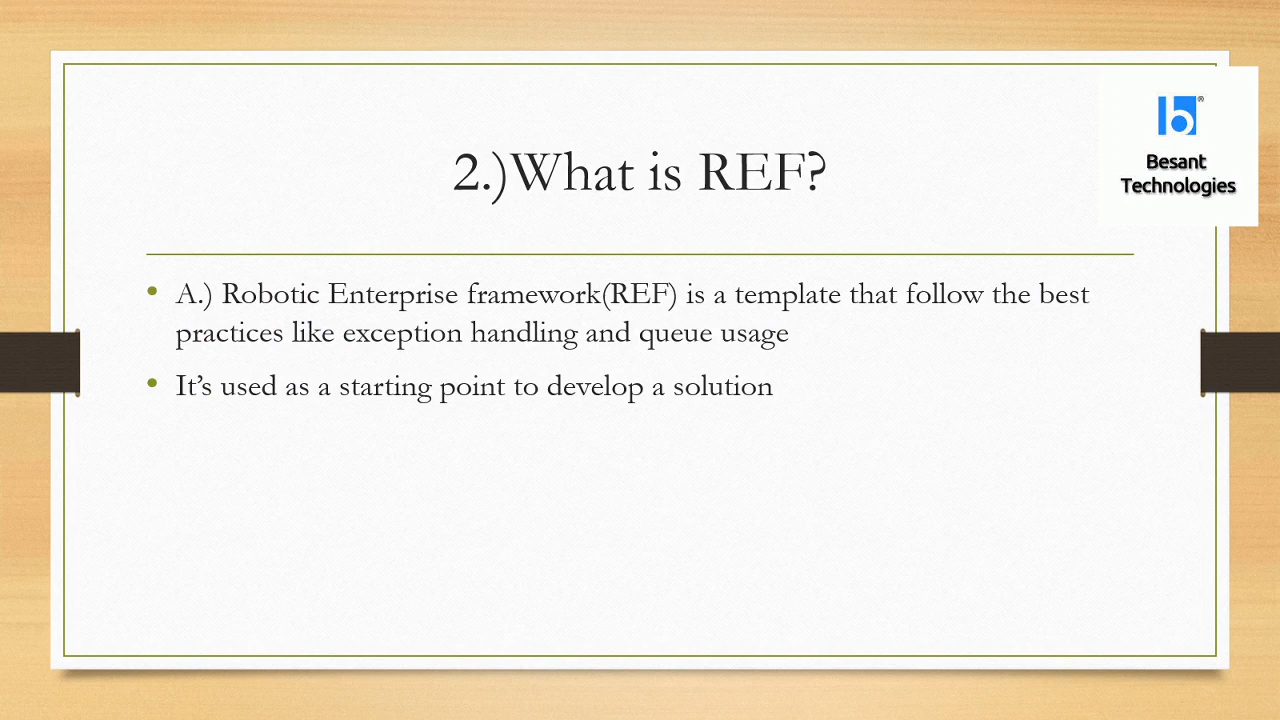 2.)What is REF?
b®
Besant
Technologies
• A.) Robotic Enterprise framework(REF) is a template that follow the best
practices like exception handling and queue usage
• It’s used as a starting point to develop a solution